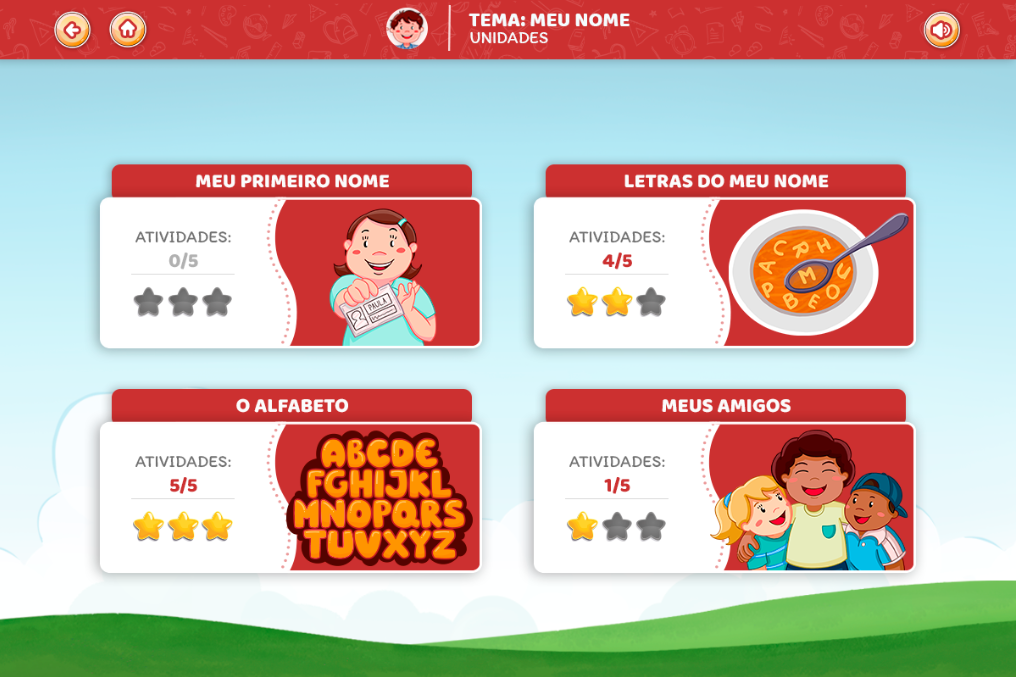 TEMA: MEU NOME
UNIDADES
MEU PRIMEIRO NOME
ATIVIDADES:
0/5
PAULA
LETRAS DO MEU NOME
ATIVIDADES:
4/5
A C R H U
M
P B E O
O ALFABETO
ATIVIDADES:
5/5
ABCDE
FGHIJKL
MNOPQRS
TUVXYZ
MEUS AMIGOS
ATIVIDADES:
1/5